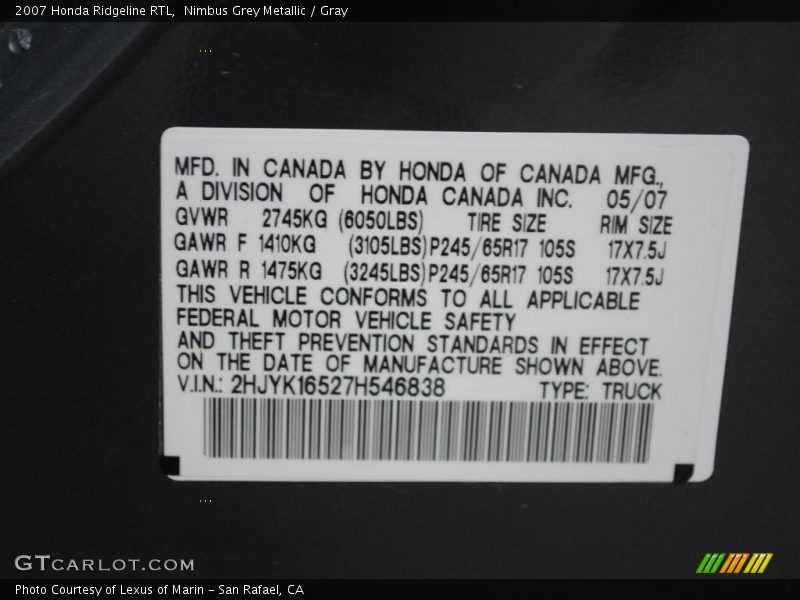 2007 Honda Ridgeline RTL, Nimbus Grey Metallic / Gray
MFD. IN CANADA BY HONDA OF CANADA MFG.,
A DIVISION OF HONDA CANADA INC. 05/07
GVWR 2745KG (6050LBS) TIRE SIZE RIM SIZE
GAWR F 1410KG (3105LBS) P245/65R17 105S 17X7.5J
GAWR R 1475KG (3245LBS) P245/65R17 105S 17X7.5J
THIS VEHICLE CONFORMS TO ALL APPLICABLE
FEDERAL MOTOR VEHICLE SAFETY
AND THEFT PREVENTION STANDARDS IN EFFECT
ON THE DATE OF MANUFACTURE SHOWN ABOVE.
V.I.N.: 2HJYK16527H546838 TYPE: TRUCK
GTCARLOT.COM
Photo Courtesy of Lexus of Marin - San Rafael, CA